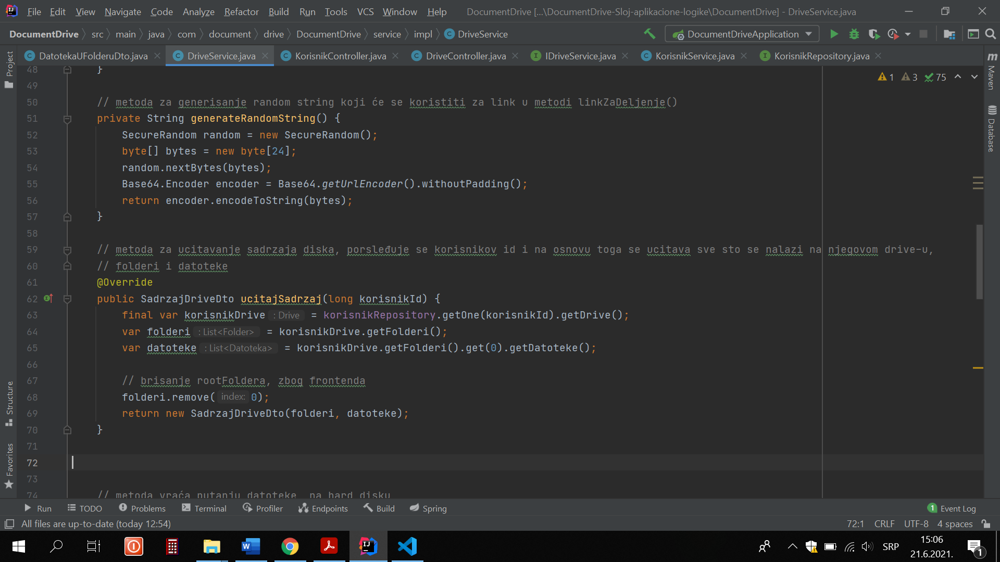 File Edit View Navigate Code Analyze Refactor Build Run Tools VCS Window Help DocumentDrive [...\DocumentDrive-Sloj-aplikacione-logike\DocumentDrive] - DriveService.java
DocumentDrive src main java com document drive DocumentDrive service impl DriveService DocumentDriveApplication
DatotekaUFolderuDto.java DriveService.java KorisnikController.java DriveController.java IDriveService.java KorisnikService.java KorisnikRepository.java
Project
Structure
Favorites
Maven
Database
1 3 75
48 }
49
50 // metoda za generisanje random string koji će se koristiti za link u metodi linkZaDeljenje()
51 private String generateRandomString() {
52 SecureRandom random = new SecureRandom();
53 byte[] bytes = new byte[24];
54 random.nextBytes(bytes);
55 Base64.Encoder encoder = Base64.getUrlEncoder().withoutPadding();
56 return encoder.encodeToString(bytes);
57 }
58
59 // metoda za ucitavanje sadrzaja diska, porsleđuje se korisnikov id i na osnovu toga se ucitava sve sto se nalazi na njegovom drive-u,
60 // folderi i datoteke
61 @Override
62 public SadrzajDriveDto ucitajSadrzaj(long korisnikId) {
63 final var korisnikDrive : Drive = korisnikRepository.getOne(korisnikId).getDrive();
64 var folderi : List<Folder> = korisnikDrive.getFolderi();
65 var datoteke : List<Datoteka> = korisnikDrive.getFolderi().get(0).getDatoteke();
66
67 // brisanje rootFoldera, zbog frontenda
68 folderi.remove( index: 0);
69 return new SadrzajDriveDto(folderi, datoteke);
70 }
71
72
73
74 // metoda vraća putanju datoteke na hard disku
Run TODO Problems Terminal Profiler Endpoints Build Spring 1 Event Log
All files are up-to-date (today 12:54) 72:1 CRLF UTF-8 4 spaces
SRP 15:06
21.6.2021. 1